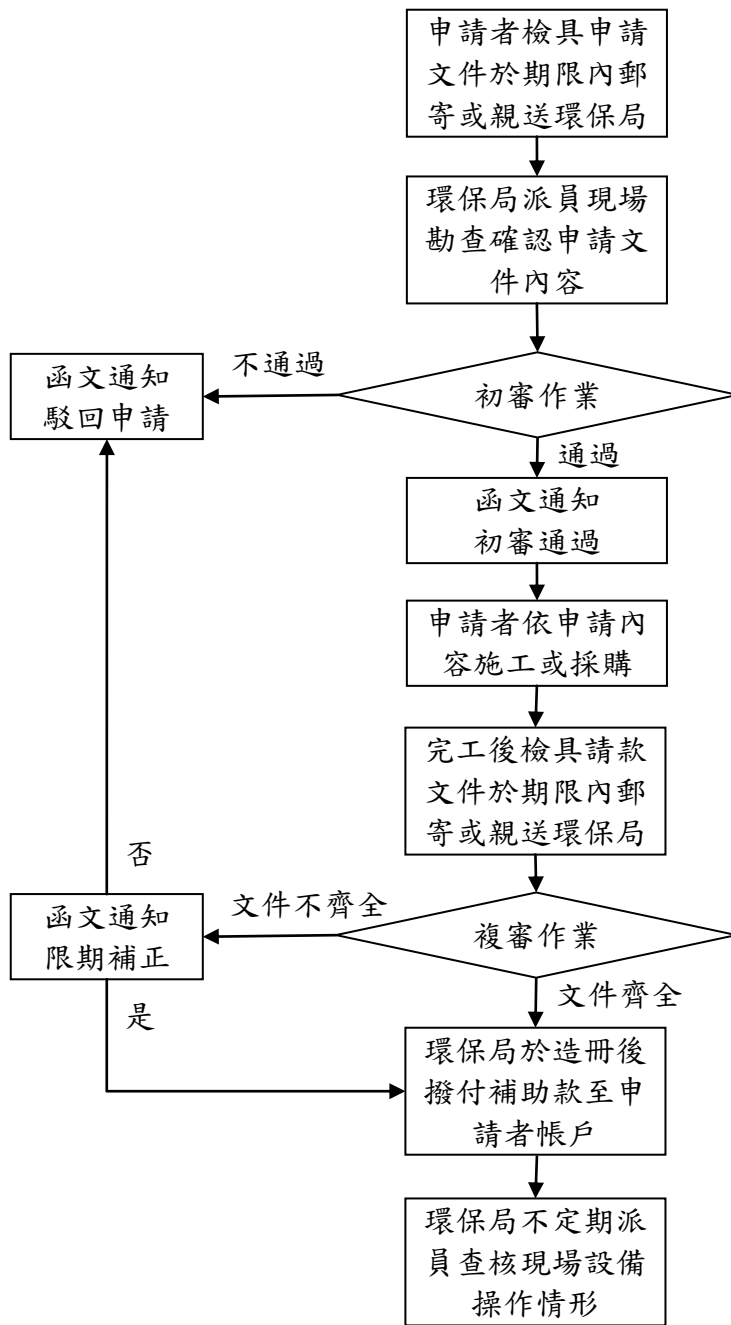 申請者檢具申請
文件於期限內郵
寄或親送環保局
環保局派員現場
勘查確認申請文
件內容
不通過
函文通知
駁回申請
初審作業
通過
函文通知
初審通過
申請者依申請內
容施工或採購
完工後檢具請款
文件於期限內郵
寄或親送環保局
否
文件不齊全
函文通知
限期補正
複審作業
是
文件齊全
環保局於造冊後
撥付補助款至申
請者帳戶
環保局不定期派
員查核現場設備
操作情形